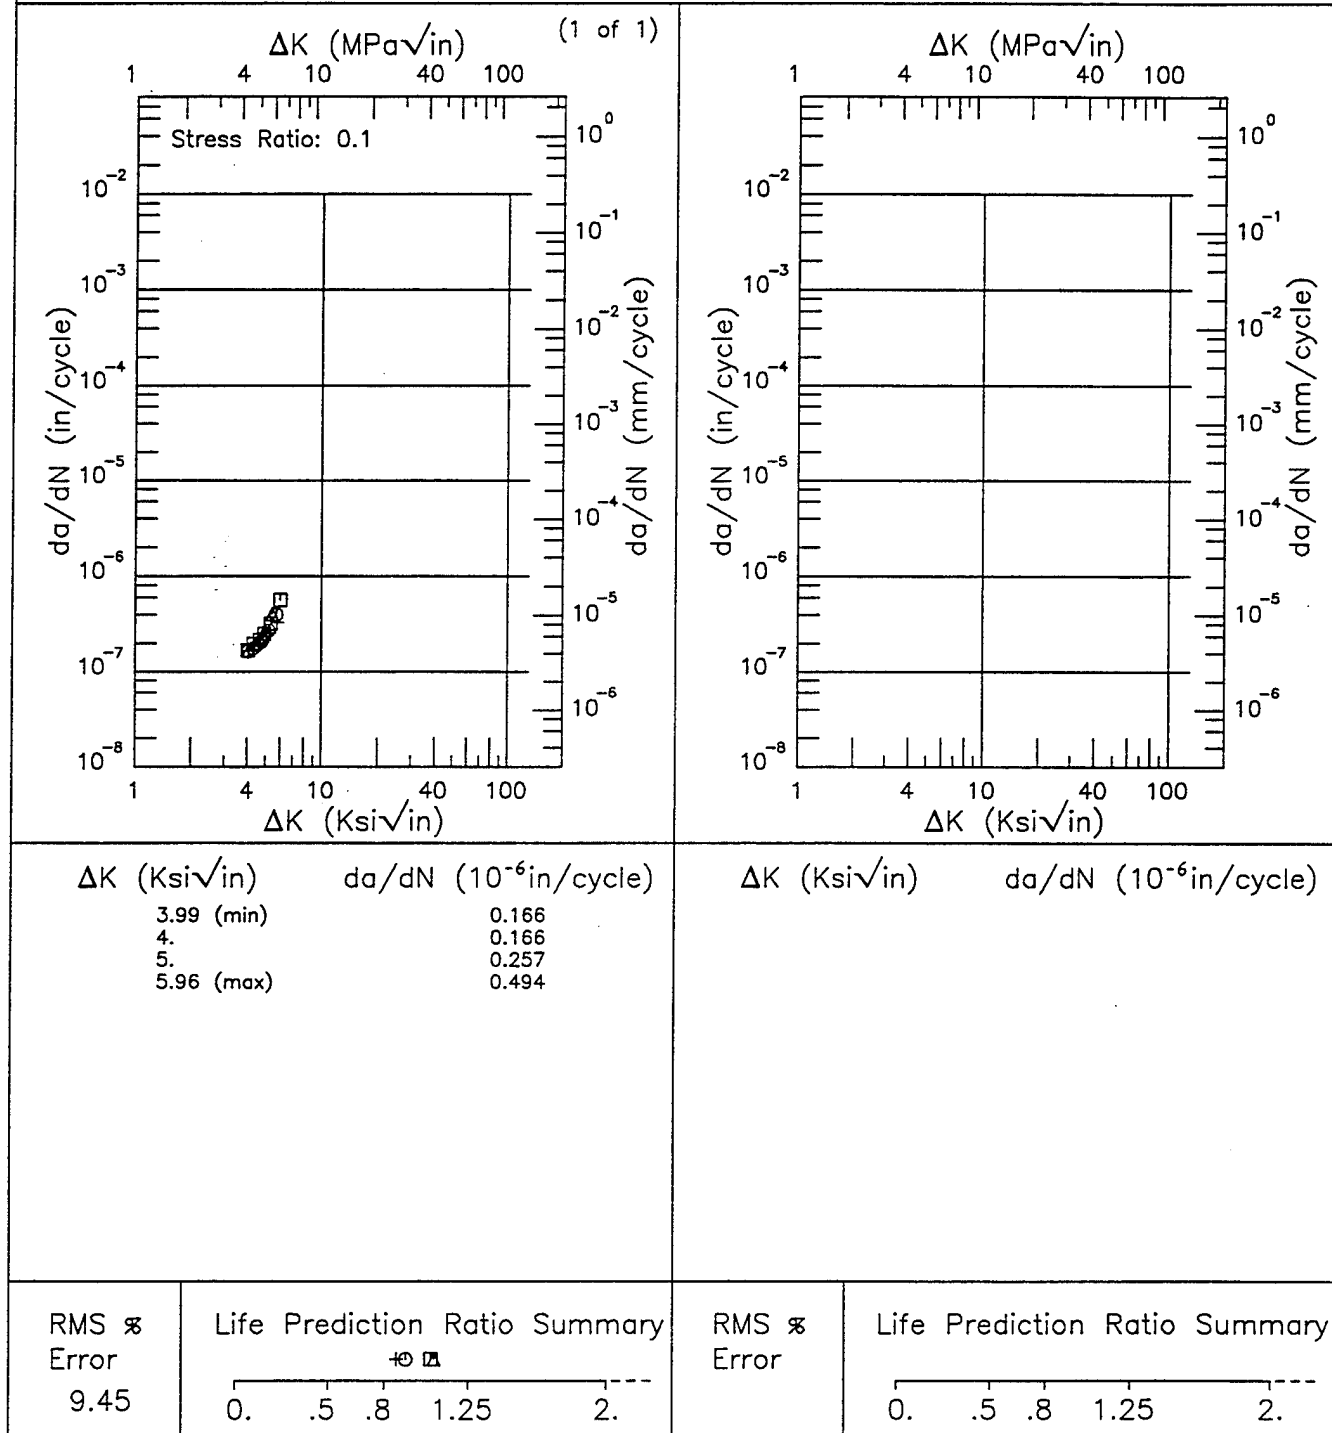 (1 of 1)
ΔK (MPa√in)
1 4 10 40 100
Stress Ratio: 0.1
da/dN (in/cycle)
10⁻²
10⁻³
10⁻⁴
10⁻⁵
10⁻⁶
10⁻⁷
10⁻⁸
10⁰
10⁻¹
10⁻²
10⁻³
10⁻⁴
10⁻⁵
10⁻⁶
da/dN (mm/cycle)
1 4 10 40 100
ΔK (Ksi√in)
ΔK (MPa√in)
1 4 10 40 100
da/dN (in/cycle)
10⁻²
10⁻³
10⁻⁴
10⁻⁵
10⁻⁶
10⁻⁷
10⁻⁸
10⁰
10⁻¹
10⁻²
10⁻³
10⁻⁴
10⁻⁵
10⁻⁶
da/dN (mm/cycle)
1 4 10 40 100
ΔK (Ksi√in)
ΔK (Ksi√in) da/dN (10⁻⁶in/cycle)
3.99 (min) 0.166
4. 0.166
5. 0.257
5.96 (max) 0.494
ΔK (Ksi√in) da/dN (10⁻⁶in/cycle)
RMS %
Error
9.45
Life Prediction Ratio Summary
0. .5 .8 1.25 2.
RMS %
Error
Life Prediction Ratio Summary
0. .5 .8 1.25 2.